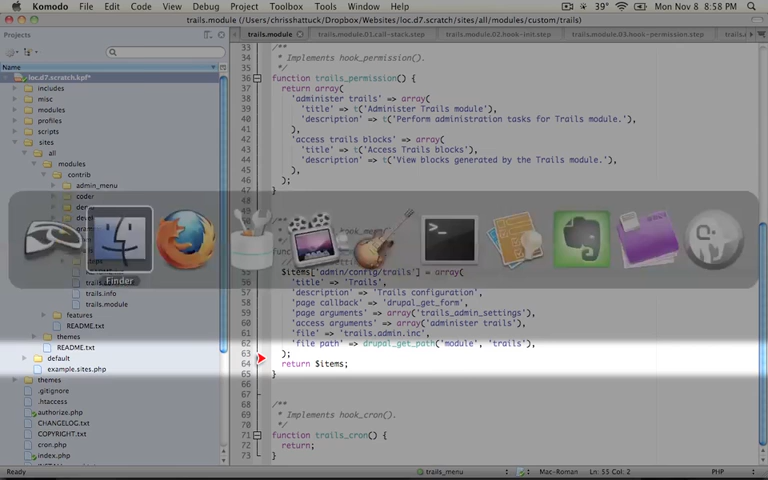 Komodo File Edit Code Navigation View Debug Project Tools Window Help 39° Mon Nov 8 8:58 PM
trails.module (/Users/chrisshattuck/Dropbox/Websites/loc.d7.scratch/sites/all/modules/custom/trails)
Projects
trails.module trails.module.01.call-stack.step trails.module.02.hook-init.step trails.module.03.hook-permission.step
Name
loc.d7.scratch.kpf*
includes
misc
modules
profiles
scripts
sites
all
modules
contrib
admin_menu
coder
trails.info
trails.module
features
README.txt
themes
README.txt
default
example.sites.php
themes
.gitignore
.htaccess
authorize.php
CHANGELOG.txt
COPYRIGHT.txt
cron.php
index.php
33 /**
34 * Implements hook_permission().
35 */
36 function trails_permission() {
37 return array(
38 'administer trails' => array(
39 'title' => t('Administer Trails module'),
40 'description' => t('Perform administration tasks for Trails module.'),
41 ),
42 'access trails blocks' => array(
43 'title' => t('Access Trails blocks'),
44 'description' => t('View blocks generated by the Trails module.'),
45 ),
46 );
47 }
Finder
55 $items['admin/config/trails'] = array(
56 'title' => 'Trails',
57 'description' => 'Trails configuration',
58 'page callback' => 'drupal_get_form',
59 'page arguments' => array('trails_admin_settings'),
60 'access arguments' => array('administer trails'),
61 'file' => 'trails.admin.inc',
62 'file path' => drupal_get_path('module', 'trails'),
63 );
64 return $items;
65 }
66
67
68 /**
69 * Implements hook_cron().
70 */
71 function trails_cron() {
72 return;
73 }
Ready trails_menu Mac-Roman Ln: 55 Col: 2 PHP